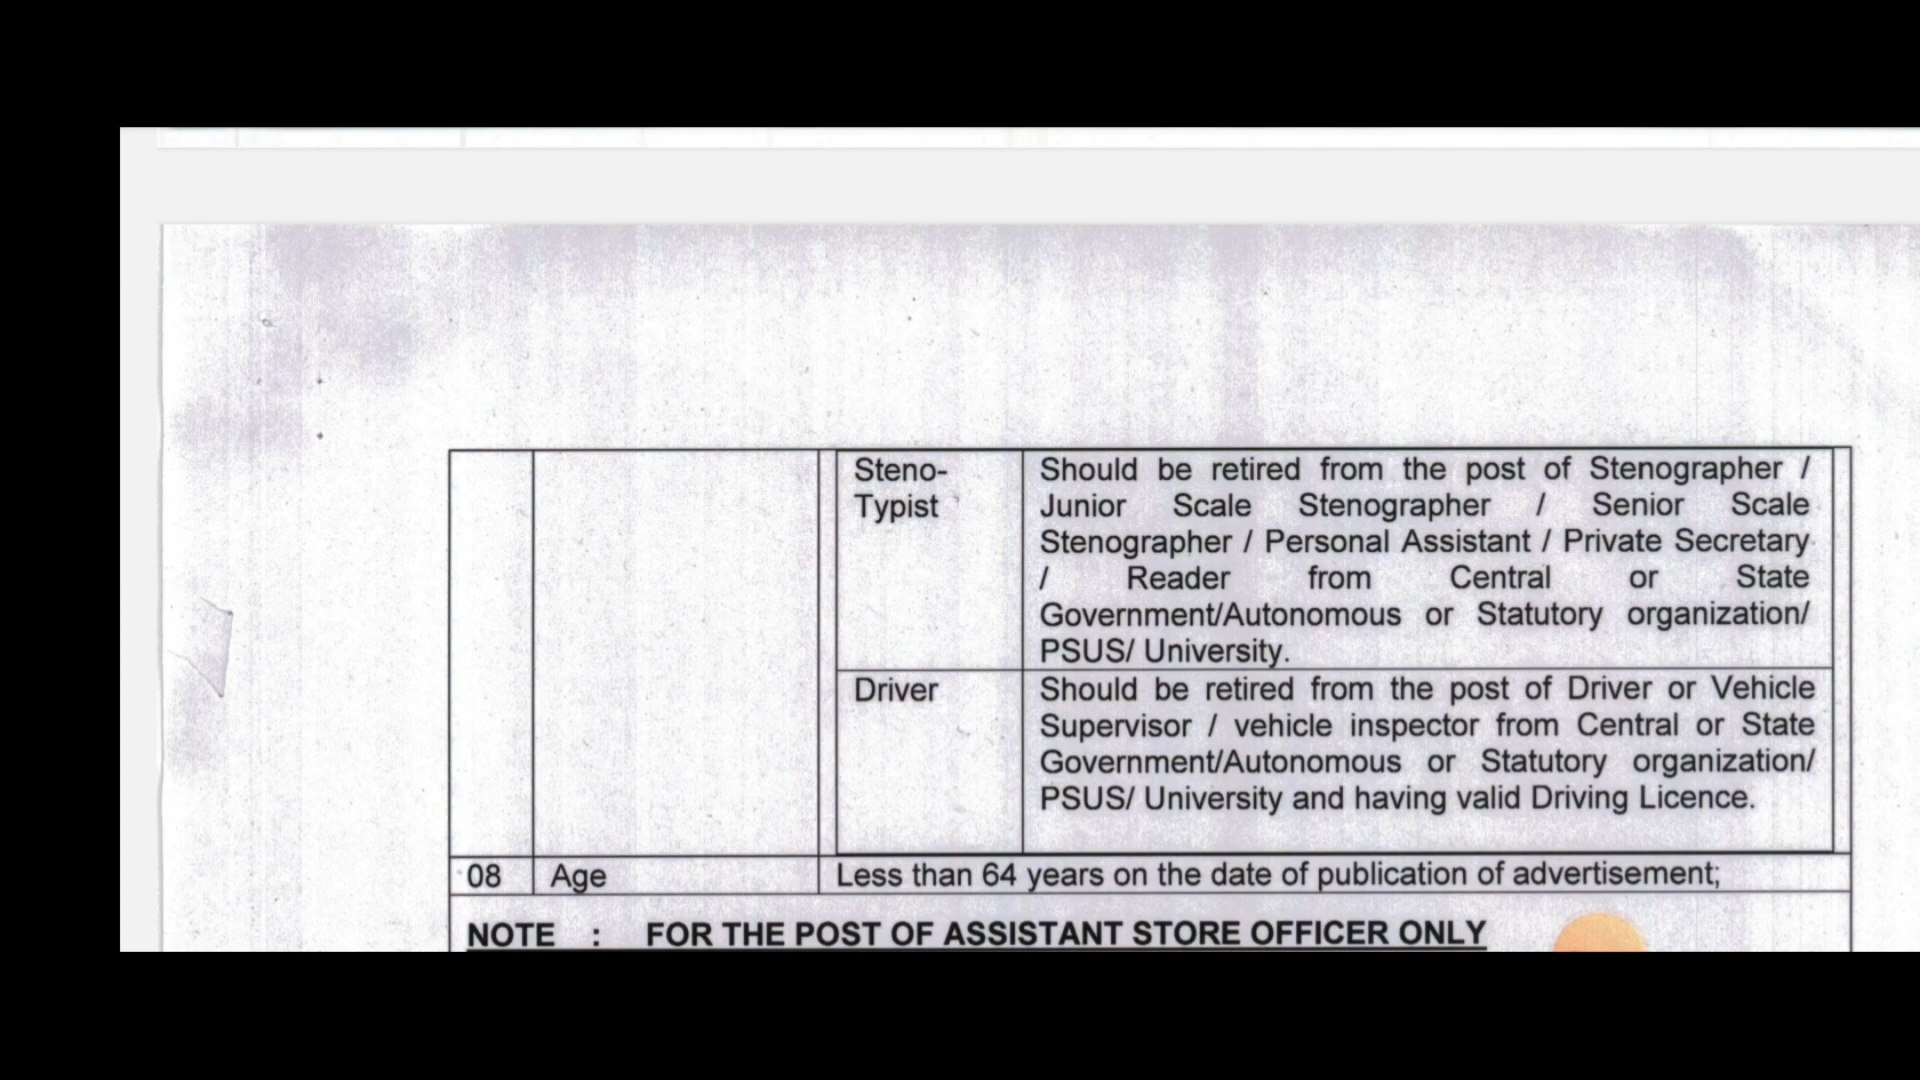 Steno-
Typist
Should be retired from the post of Stenographer /
Junior Scale Stenographer / Senior Scale
Stenographer / Personal Assistant / Private Secretary
/ Reader from Central or State
Government/Autonomous or Statutory organization/
PSUS/ University.
Driver
Should be retired from the post of Driver or Vehicle
Supervisor / vehicle inspector from Central or State
Government/Autonomous or Statutory organization/
PSUS/ University and having valid Driving Licence.
08 Age Less than 64 years on the date of publication of advertisement;
NOTE : FOR THE POST OF ASSISTANT STORE OFFICER ONLY